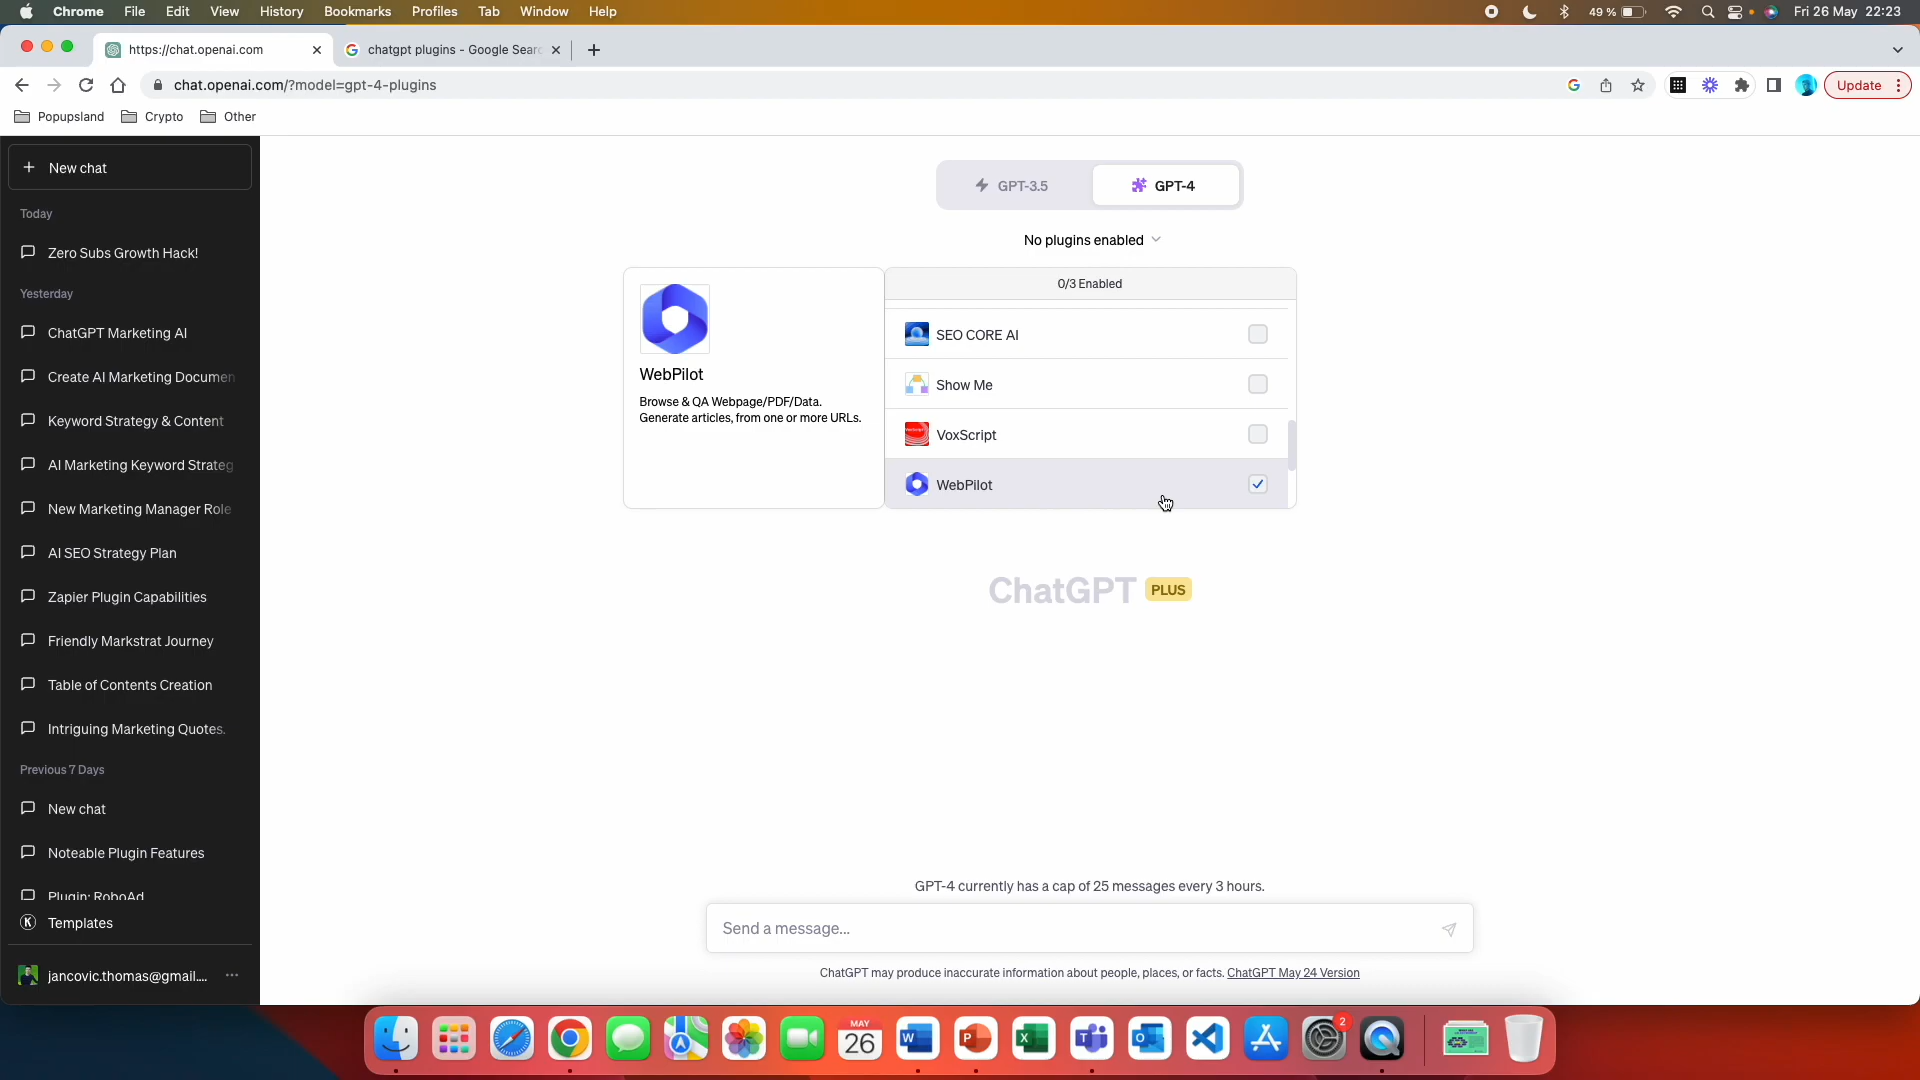 Chrome File Edit View History Bookmarks Profiles Tab Window Help 49 % Fri 26 May 22:23
https://chat.openai.com chatgpt plugins - Google Sear
chat.openai.com/?model=gpt-4-plugins Update
Popupsland Crypto Other
New chat
Today
Zero Subs Growth Hack!
Yesterday
ChatGPT Marketing AI
Create AI Marketing Documen
Keyword Strategy & Content
AI Marketing Keyword Strateg
New Marketing Manager Role
AI SEO Strategy Plan
Zapier Plugin Capabilities
Friendly Markstrat Journey
Table of Contents Creation
Intriguing Marketing Quotes.
Previous 7 Days
New chat
Noteable Plugin Features
Plugin: RoboAd
K Templates
jancovic.thomas@gmail....
GPT-3.5 GPT-4
No plugins enabled
0/3 Enabled
WebPilot
Browse & QA Webpage/PDF/Data.
Generate articles, from one or more URLs.
SEO CORE AI
Show Me
VoxScript
WebPilot
ChatGPT PLUS
GPT-4 currently has a cap of 25 messages every 3 hours.
Send a message...
ChatGPT may produce inaccurate information about people, places, or facts. ChatGPT May 24 Version
MAY
26
W
P
X
T
O
2